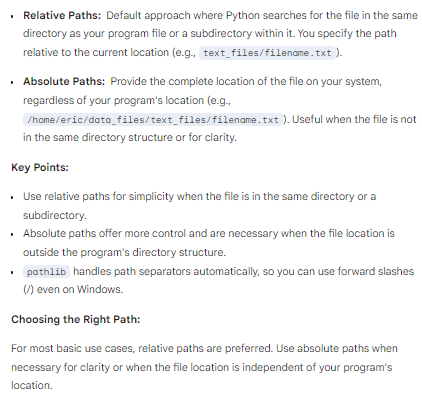 • Relative Paths: Default approach where Python searches for the file in the same
directory as your program file or a subdirectory within it. You specify the path
relative to the current location (e.g., text_files/filename.txt ).
• Absolute Paths: Provide the complete location of the file on your system,
regardless of your program's location (e.g.,
/home/eric/data_files/text_files/filename.txt ). Useful when the file is not
in the same directory structure or for clarity.
Key Points:
• Use relative paths for simplicity when the file is in the same directory or a
subdirectory.
• Absolute paths offer more control and are necessary when the file location is
outside the program's directory structure.
• pathlib handles path separators automatically, so you can use forward slashes
(/) even on Windows.
Choosing the Right Path:
For most basic use cases, relative paths are preferred. Use absolute paths when
necessary for clarity or when the file location is independent of your program's
location.